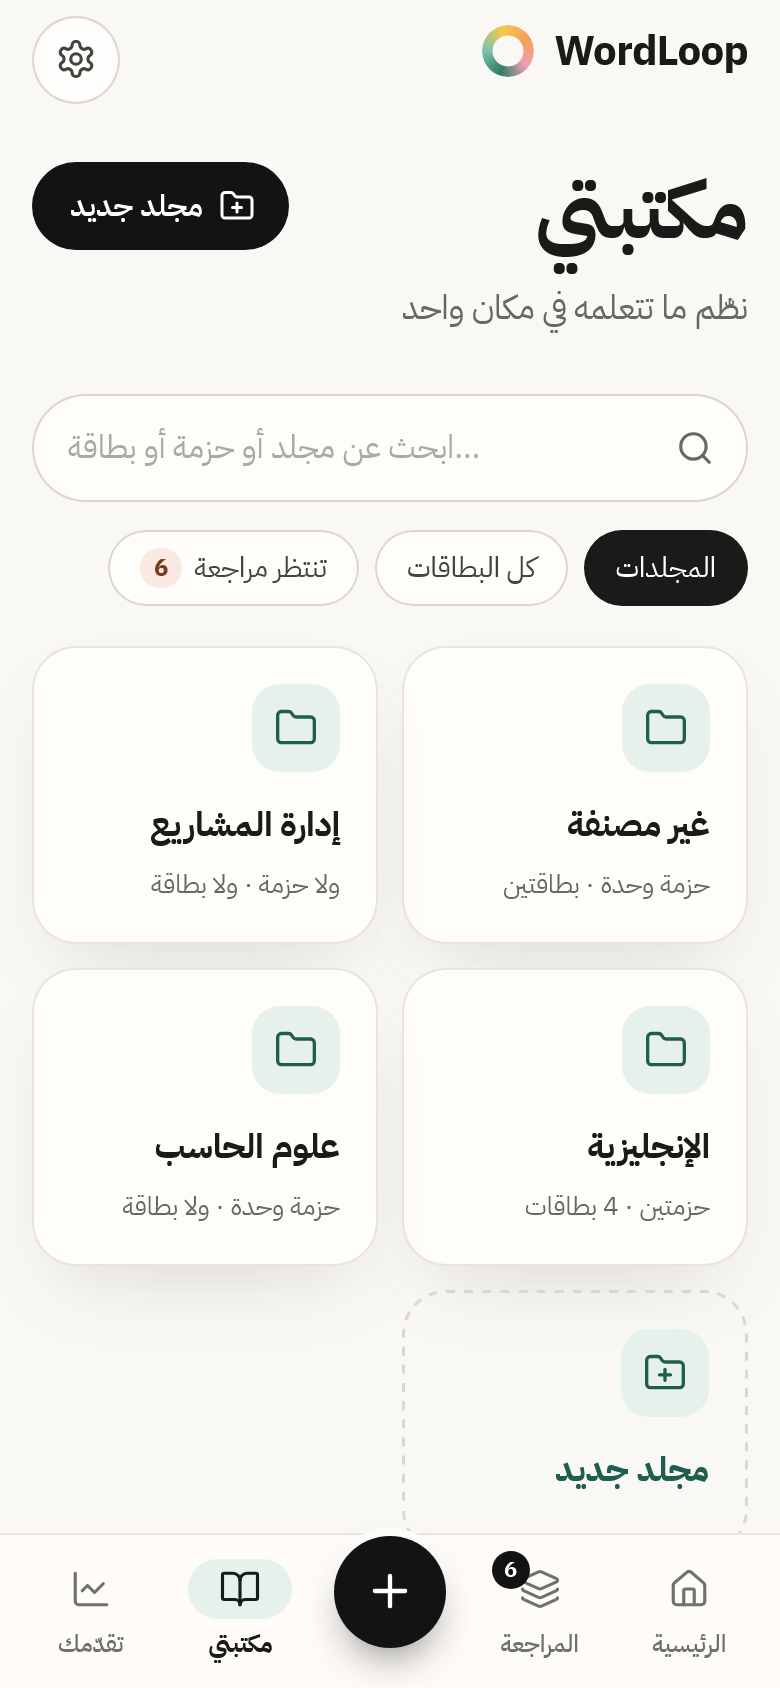 WordLoop
مكتبتي
مجلد جديد
نظّم ما تتعلمه في مكان واحد
ابحث عن مجلد أو حزمة أو بطاقة...
المجلدات
كل البطاقات
تنتظر مراجعة 6
غير مصنفة
حزمة وحدة · بطاقتين
إدارة المشاريع
ولا حزمة · ولا بطاقة
الإنجليزية
حزمتين · 4 بطاقات
علوم الحاسب
حزمة وحدة · ولا بطاقة
مجلد جديد
الرئيسية
6
المراجعة
مكتبتي
تقدّمك